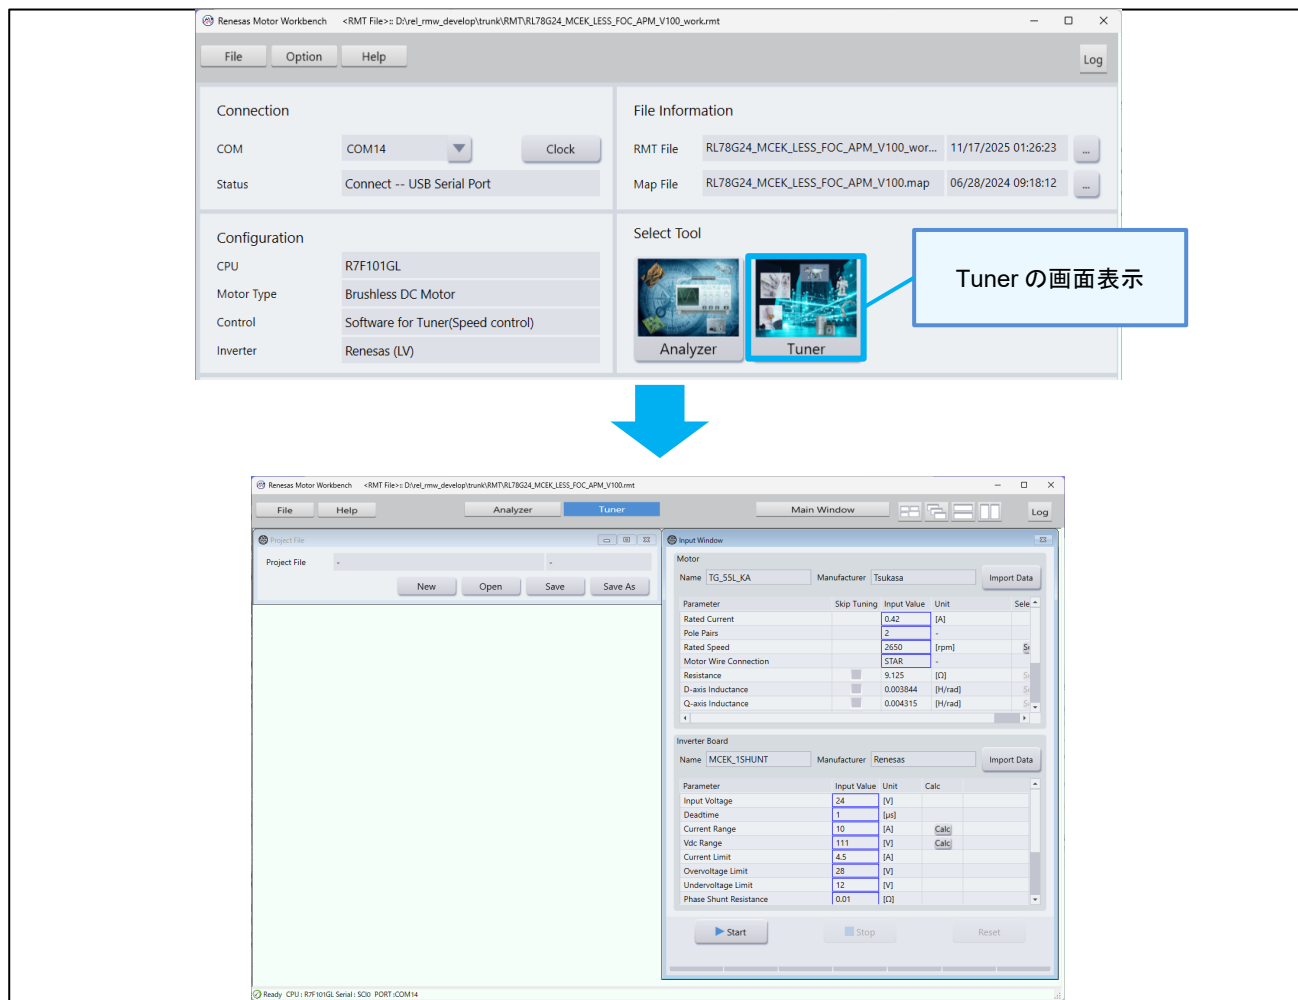 Renesas Motor Workbench <RMT File>:: D:\rel_rmw_develop\trunk\RMT\RL78G24_MCEK_LESS_FOC_APM_V100_work.rmt
File Option Help Log
Connection
COM COM14 Clock
Status Connect -- USB Serial Port
File Information
RMT File RL78G24_MCEK_LESS_FOC_APM_V100_wor... 11/17/2025 01:26:23 ...
Map File RL78G24_MCEK_LESS_FOC_APM_V100.map 06/28/2024 09:18:12 ...
Configuration
CPU R7F101GL
Motor Type Brushless DC Motor
Control Software for Tuner(Speed control)
Inverter Renesas (LV)
Select Tool
Analyzer Tuner
Tuner の画面表示
Renesas Motor Workbench <RMT File>:: D:\rel_rmw_develop\trunk\RMT\RL78G24_MCEK_LESS_FOC_APM_V100.rmt
File Help Analyzer Tuner Main Window Log
Project File
Project File - -
New Open Save Save As
Input Window
Motor
Name TG_55L_KA Manufacturer Tsukasa Import Data
Parameter Skip Tuning Input Value Unit Sele
Rated Current 0.42 [A]
Pole Pairs 2 -
Rated Speed 2650 [rpm] Se
Motor Wire Connection STAR -
Resistance 9.125 [Ω]
D-axis Inductance 0.003844 [H/rad]
Q-axis Inductance 0.004315 [H/rad]
Inverter Board
Name MCEK_1SHUNT Manufacturer Renesas Import Data
Parameter Input Value Unit Calc
Input Voltage 24 [V]
Deadtime 1 [μs]
Current Range 10 [A] Calc
Vdc Range 111 [V] Calc
Current Limit 4.5 [A]
Overvoltage Limit 28 [V]
Undervoltage Limit 12 [V]
Phase Shunt Resistance 0.01 [Ω]
Start Stop Reset
Ready CPU : R7F101GL Serial : SCI0 PORT :COM14